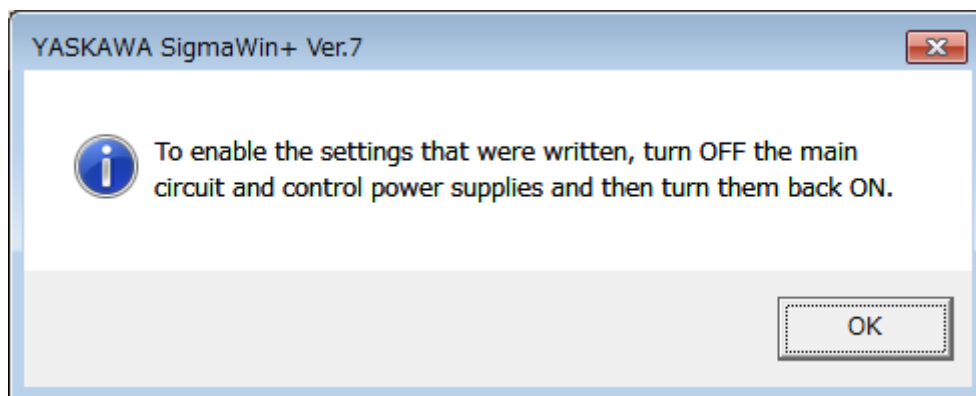 YASKAWA SigmaWin+ Ver.7
To enable the settings that were written, turn OFF the main
circuit and control power supplies and then turn them back ON.
OK